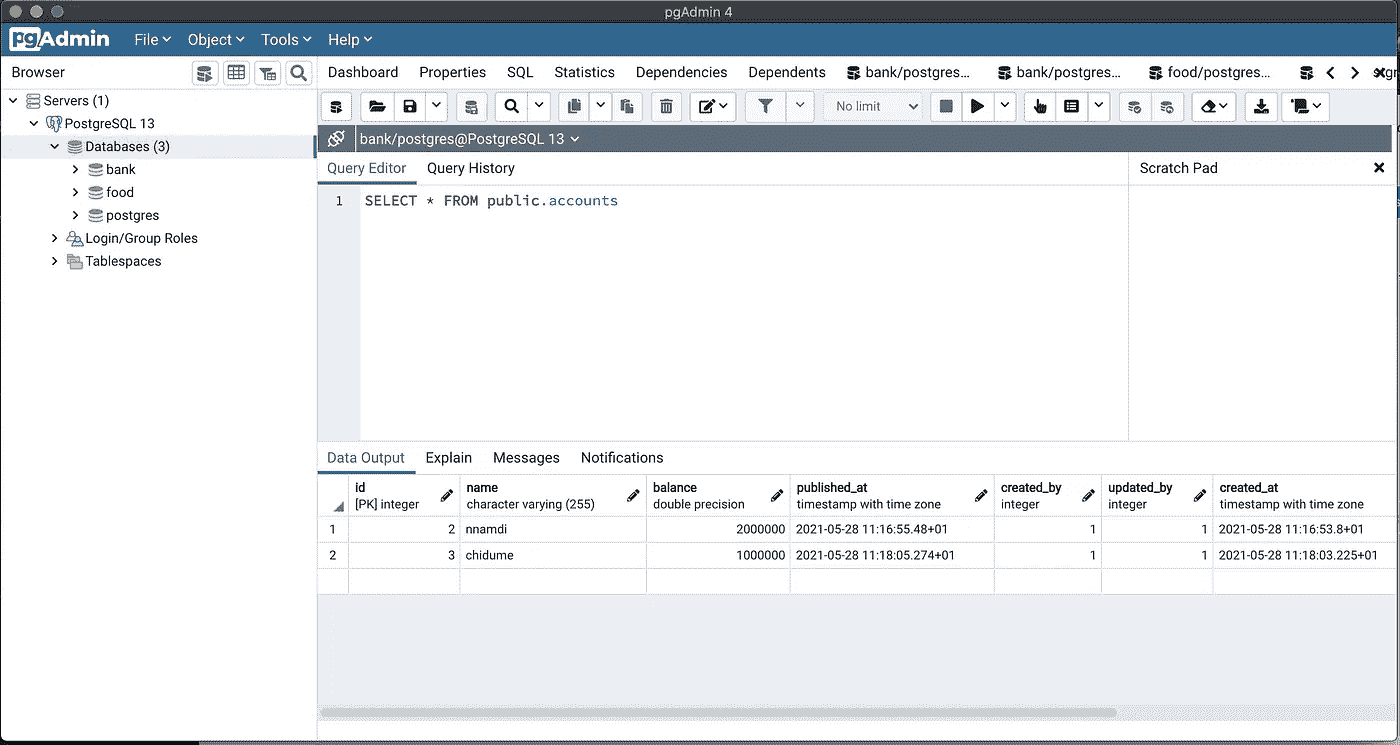 pgAdmin 4
pgAdmin File Object Tools Help
Browser
Dashboard Properties SQL Statistics Dependencies Dependents bank/postgres... bank/postgres... food/postgres...
Servers (1)
PostgreSQL 13
Databases (3)
bank
food
postgres
Login/Group Roles
Tablespaces
No limit
bank/postgres@PostgreSQL 13
Query Editor Query History Scratch Pad
1 SELECT * FROM public.accounts
Data Output Explain Messages Notifications
id name balance published_at created_by updated_by created_at
[PK] integer character varying (255) double precision timestamp with time zone integer integer timestamp with time zone
1 2 nnamdi 2000000 2021-05-28 11:16:55.48+01 1 1 2021-05-28 11:16:53.8+01
2 3 chidume 1000000 2021-05-28 11:18:05.274+01 1 1 2021-05-28 11:18:03.225+01